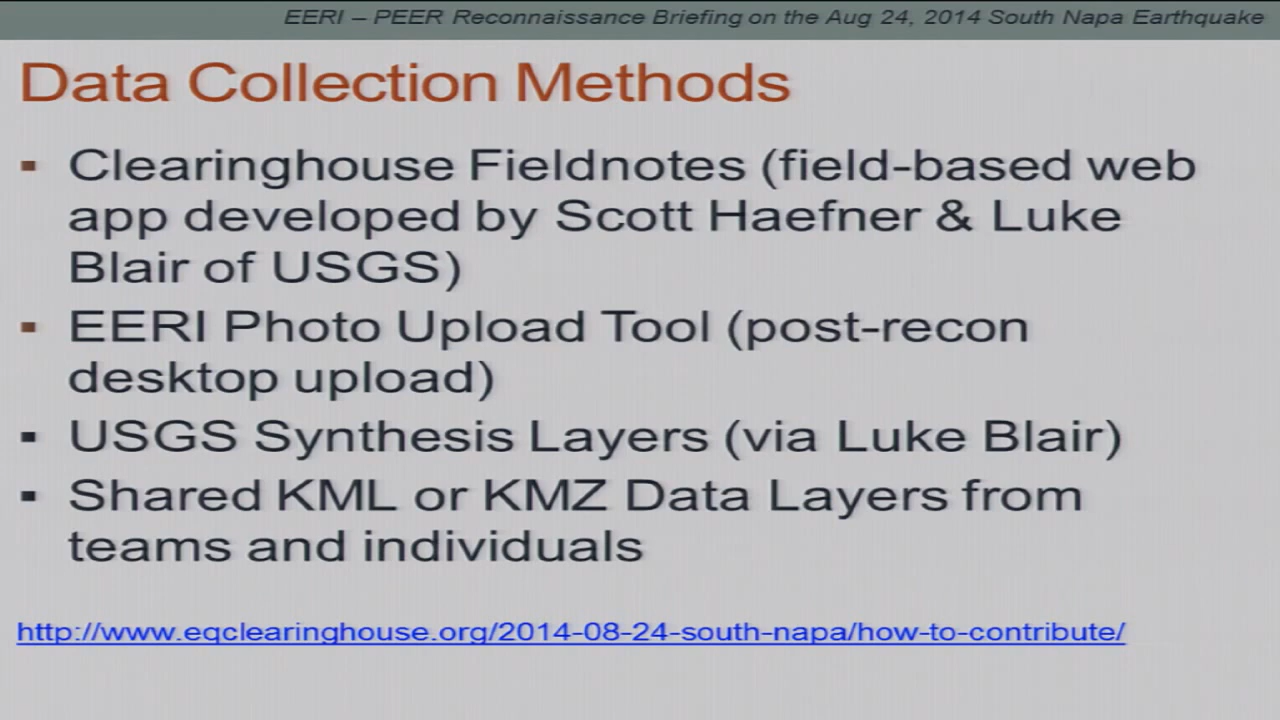 EERI – PEER Reconnaissance Briefing on the Aug 24, 2014 South Napa Earthquake
Data Collection Methods
▪ Clearinghouse Fieldnotes (field-based web
app developed by Scott Haefner & Luke
Blair of USGS)
▪ EERI Photo Upload Tool (post-recon
desktop upload)
▪ USGS Synthesis Layers (via Luke Blair)
▪ Shared KML or KMZ Data Layers from
teams and individuals
http://www.eqclearinghouse.org/2014-08-24-south-napa/how-to-contribute/